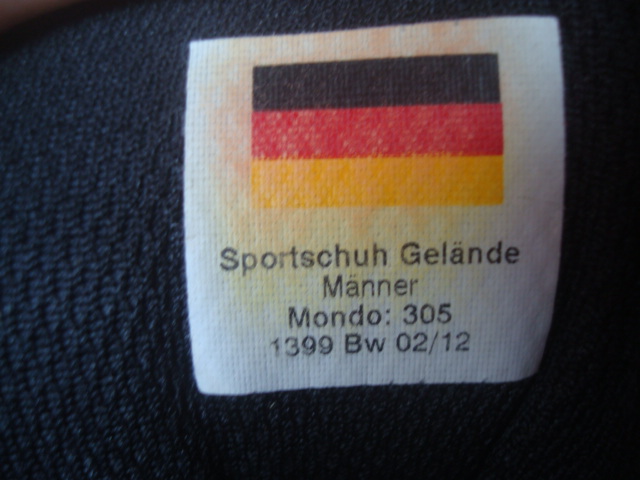 Sportschuh Gelände
Männer
Mondo: 305
1399 Bw 02/12